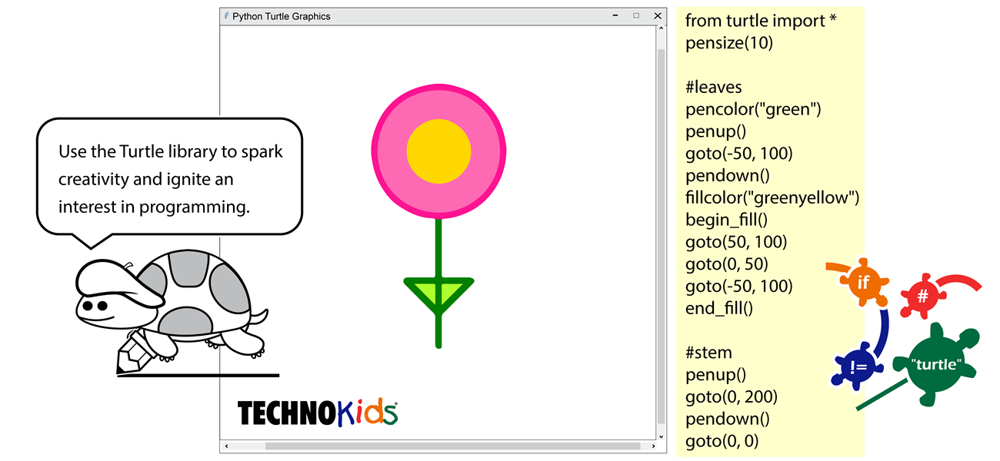 Python Turtle Graphics
Use the Turtle library to spark
creativity and ignite an
interest in programming.
TECHNOKids®
from turtle import *
pensize(10)
#leaves
pencolor("green")
penup()
goto(-50, 100)
pendown()
fillcolor("greenyellow")
begin_fill()
goto(50, 100)
goto(0, 50)
goto(-50, 100)
end_fill()
#stem
penup()
goto(0, 200)
pendown()
goto(0, 0)
if
#
!=
"turtle"